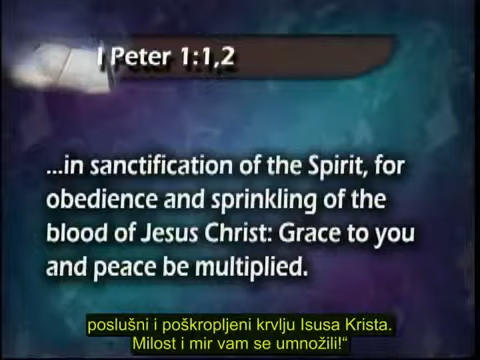 I Peter 1:1,2
...in sanctification of the Spirit, for
obedience and sprinkling of the
blood of Jesus Christ: Grace to you
and peace be multiplied.
poslušni i poškropljeni krvlju Isusa Krista.
Milost i mir vam se umnožili!“